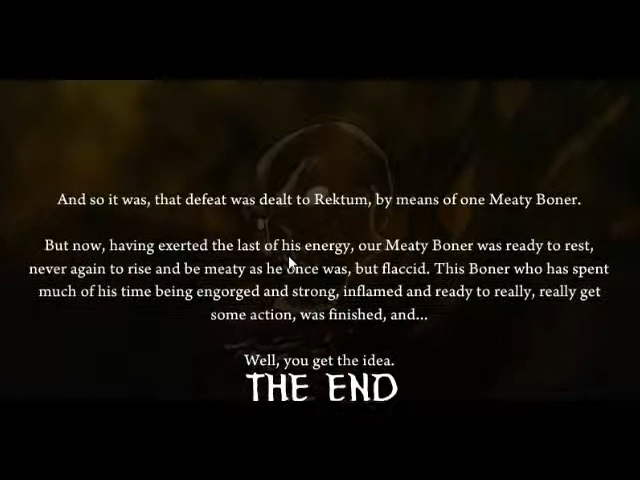 And so it was, that defeat was dealt to Rektum, by means of one Meaty Boner.
But now, having exerted the last of his energy, our Meaty Boner was ready to rest,
never again to rise and be meaty as he once was, but flaccid. This Boner who has spent
much of his time being engorged and strong, inflamed and ready to really, really get
some action, was finished, and...
Well, you get the idea.
THE END